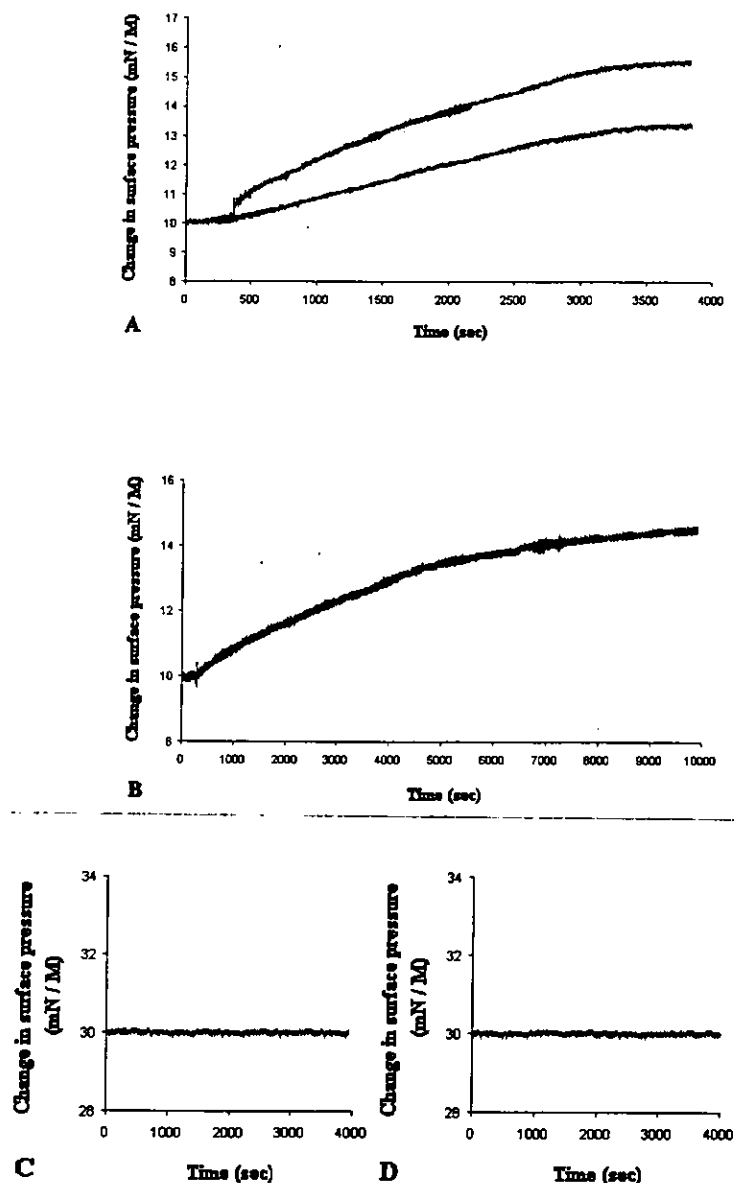 Change in surface pressure (mN / M)
17
16
15
14
13
12
11
10
9
8
0 500 1000 1500 2000 2500 3000 3500 4000
A
Time (sec)
Change in surface pressure (mN / M)
16
14
12
10
8
0 1000 2000 3000 4000 5000 6000 7000 8000 9000 10000
B
Time (sec)
Change in surface pressure
(mN / M)
34
32
30
28
0 1000 2000 3000 4000
C
Time (sec)
Change in surface pressure
(mN / M)
34
32
30
28
0 1000 2000 3000 4000
D
Time (sec)